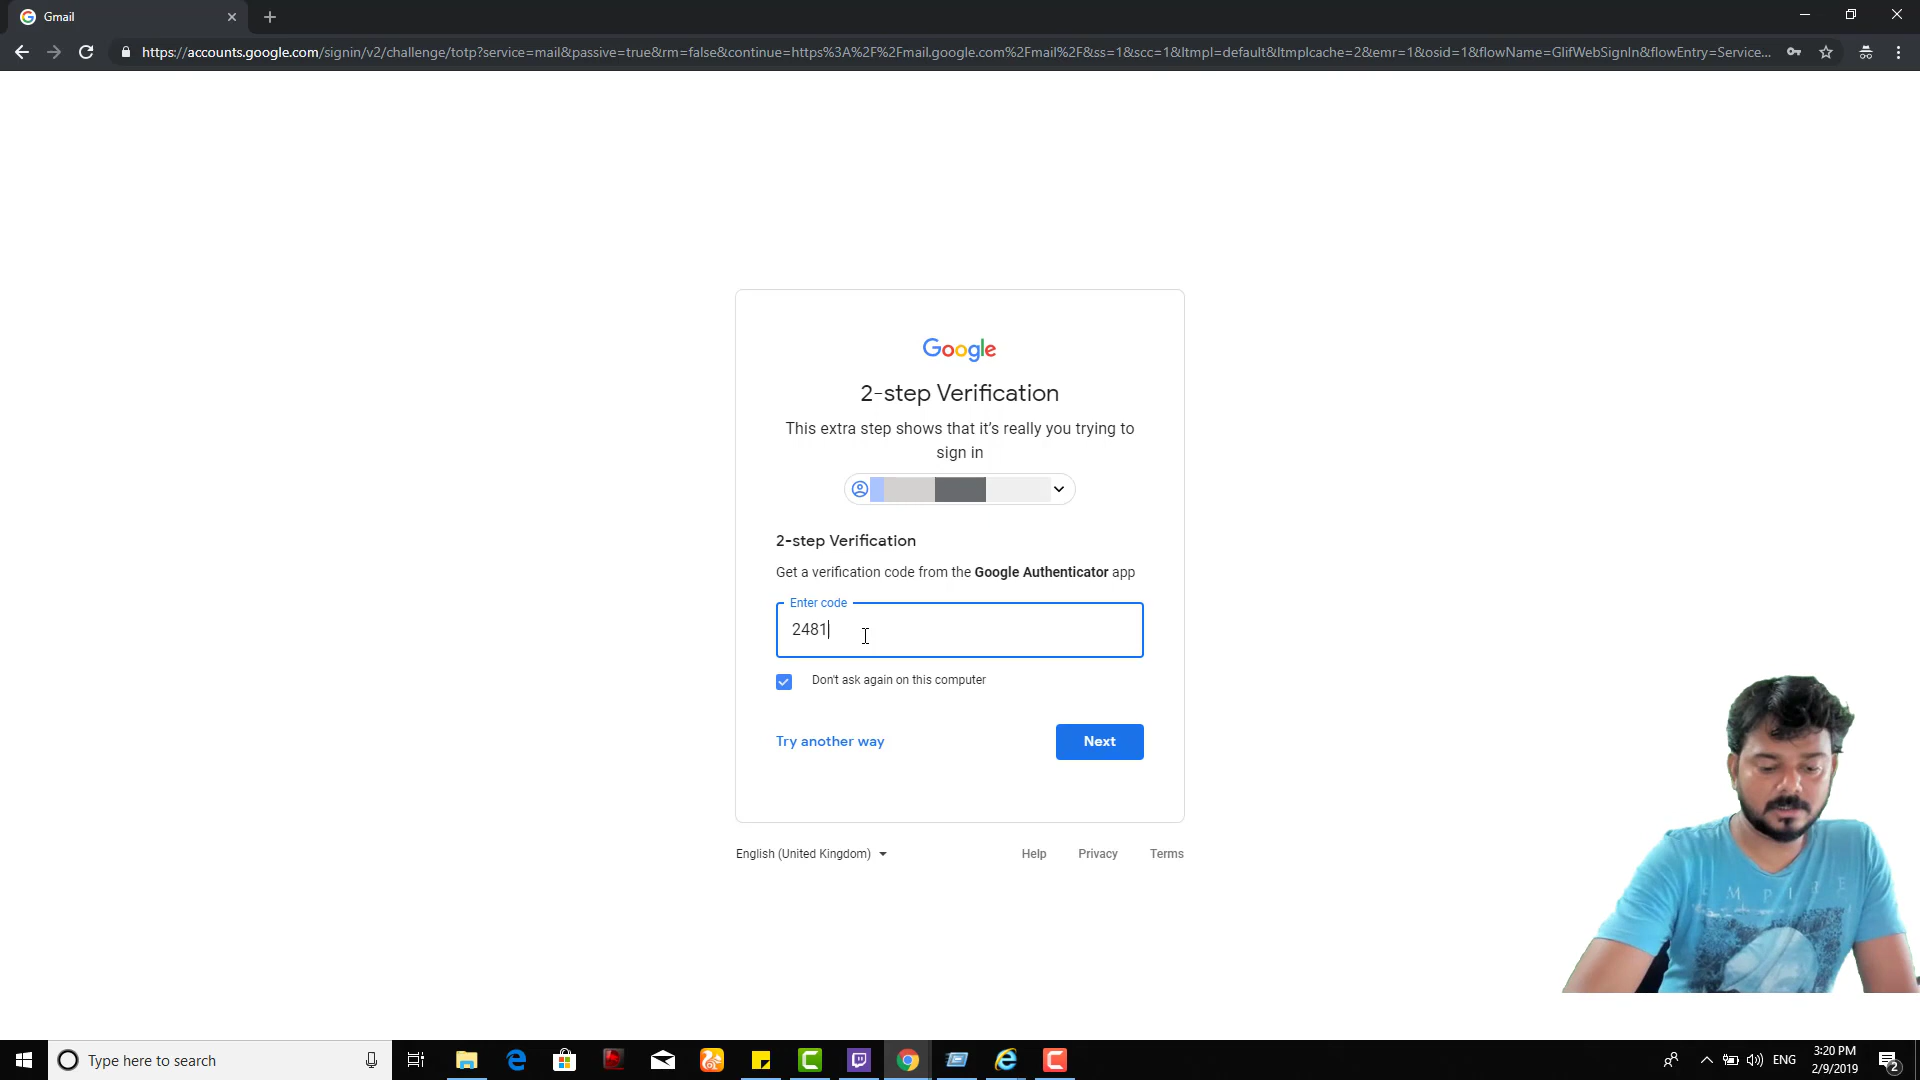 Gmail
https://accounts.google.com/signin/v2/challenge/totp?service=mail&passive=true&rm=false&continue=https%3A%2F%2Fmail.google.com%2Fmail%2F&ss=1&scc=1&ltmpl=default&ltmplcache=2&emr=1&osid=1&flowName=GlifWebSignIn&flowEntry=Service...
Google
2-step Verification
This extra step shows that it's really you trying to
sign in
2-step Verification
Get a verification code from the Google Authenticator app
Enter code
2481
Don't ask again on this computer
Try another way
Next
English (United Kingdom)
Help
Privacy
Terms
EMPIRE
Type here to search
ENG
3:20 PM
2/9/2019
2